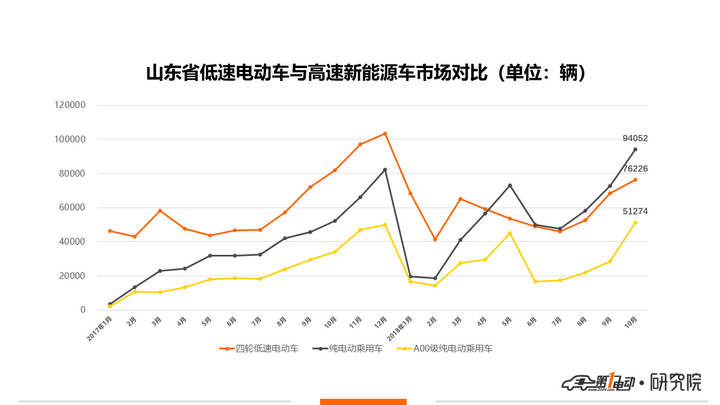 山东省低速电动车与高速新能源车市场对比（单位：辆）
120000
100000
80000
60000
40000
20000
0
94052
76226
51274
2017年1月 2月 3月 4月 5月 6月 7月 8月 9月 10月 11月 12月 2018年1月 2月 3月 4月 5月 6月 7月 8月 9月 10月
四轮低速电动车 纯电动乘用车 A00级纯电动乘用车
第1电动·研究院